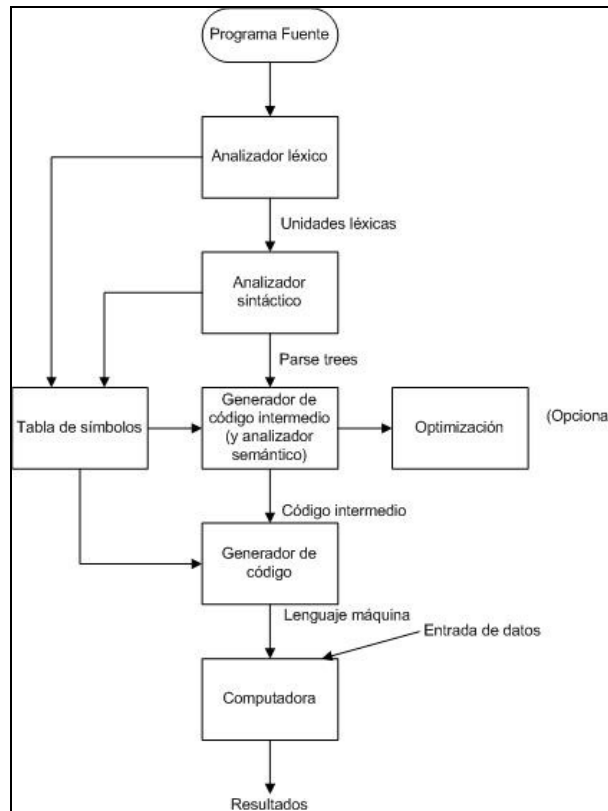 Programa Fuente
Analizador léxico
Unidades léxicas
Analizador
sintáctico
Parse trees
Tabla de símbolos
Generador de
código intermedio
(y analizador
semántico)
Optimización
(Opciona
Código intermedio
Generador de
código
Lenguaje máquina
Entrada de datos
Computadora
Resultados